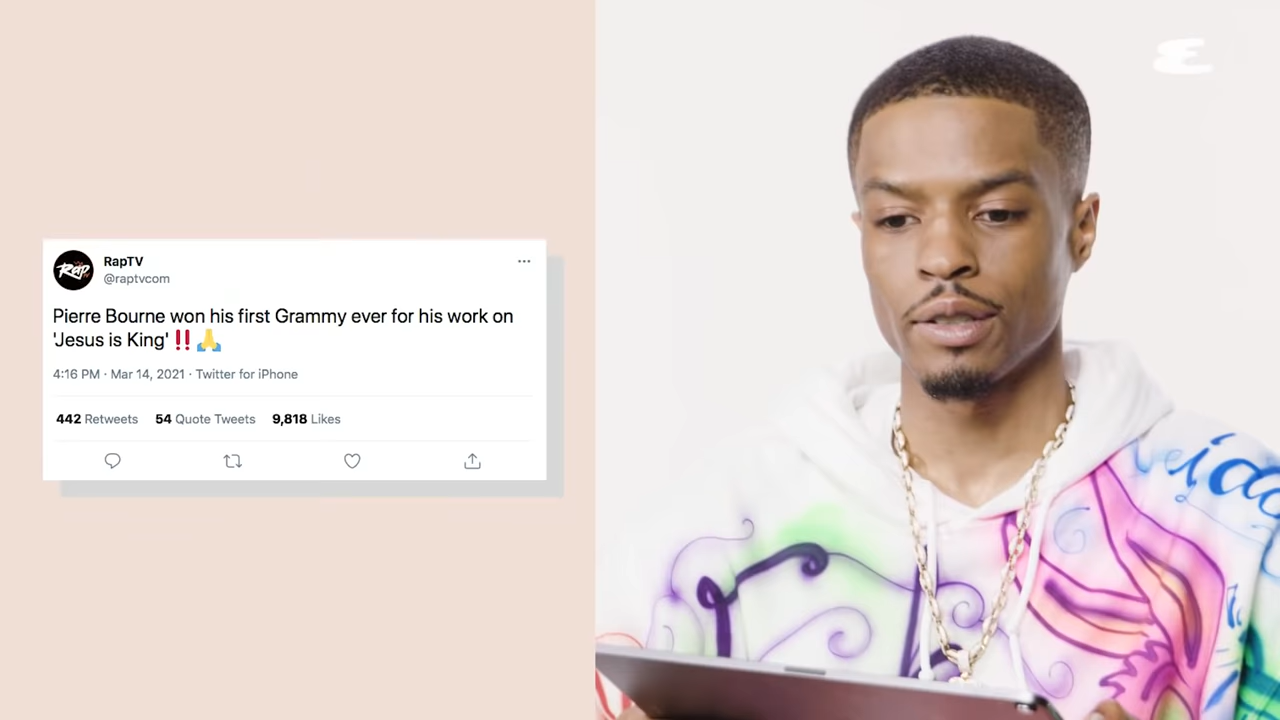 RapTV
@raptvcom
Pierre Bourne won his first Grammy ever for his work on
'Jesus is King' ‼️ 🙏
4:16 PM · Mar 14, 2021 · Twitter for iPhone
442 Retweets 54 Quote Tweets 9,818 Likes
Rap
E